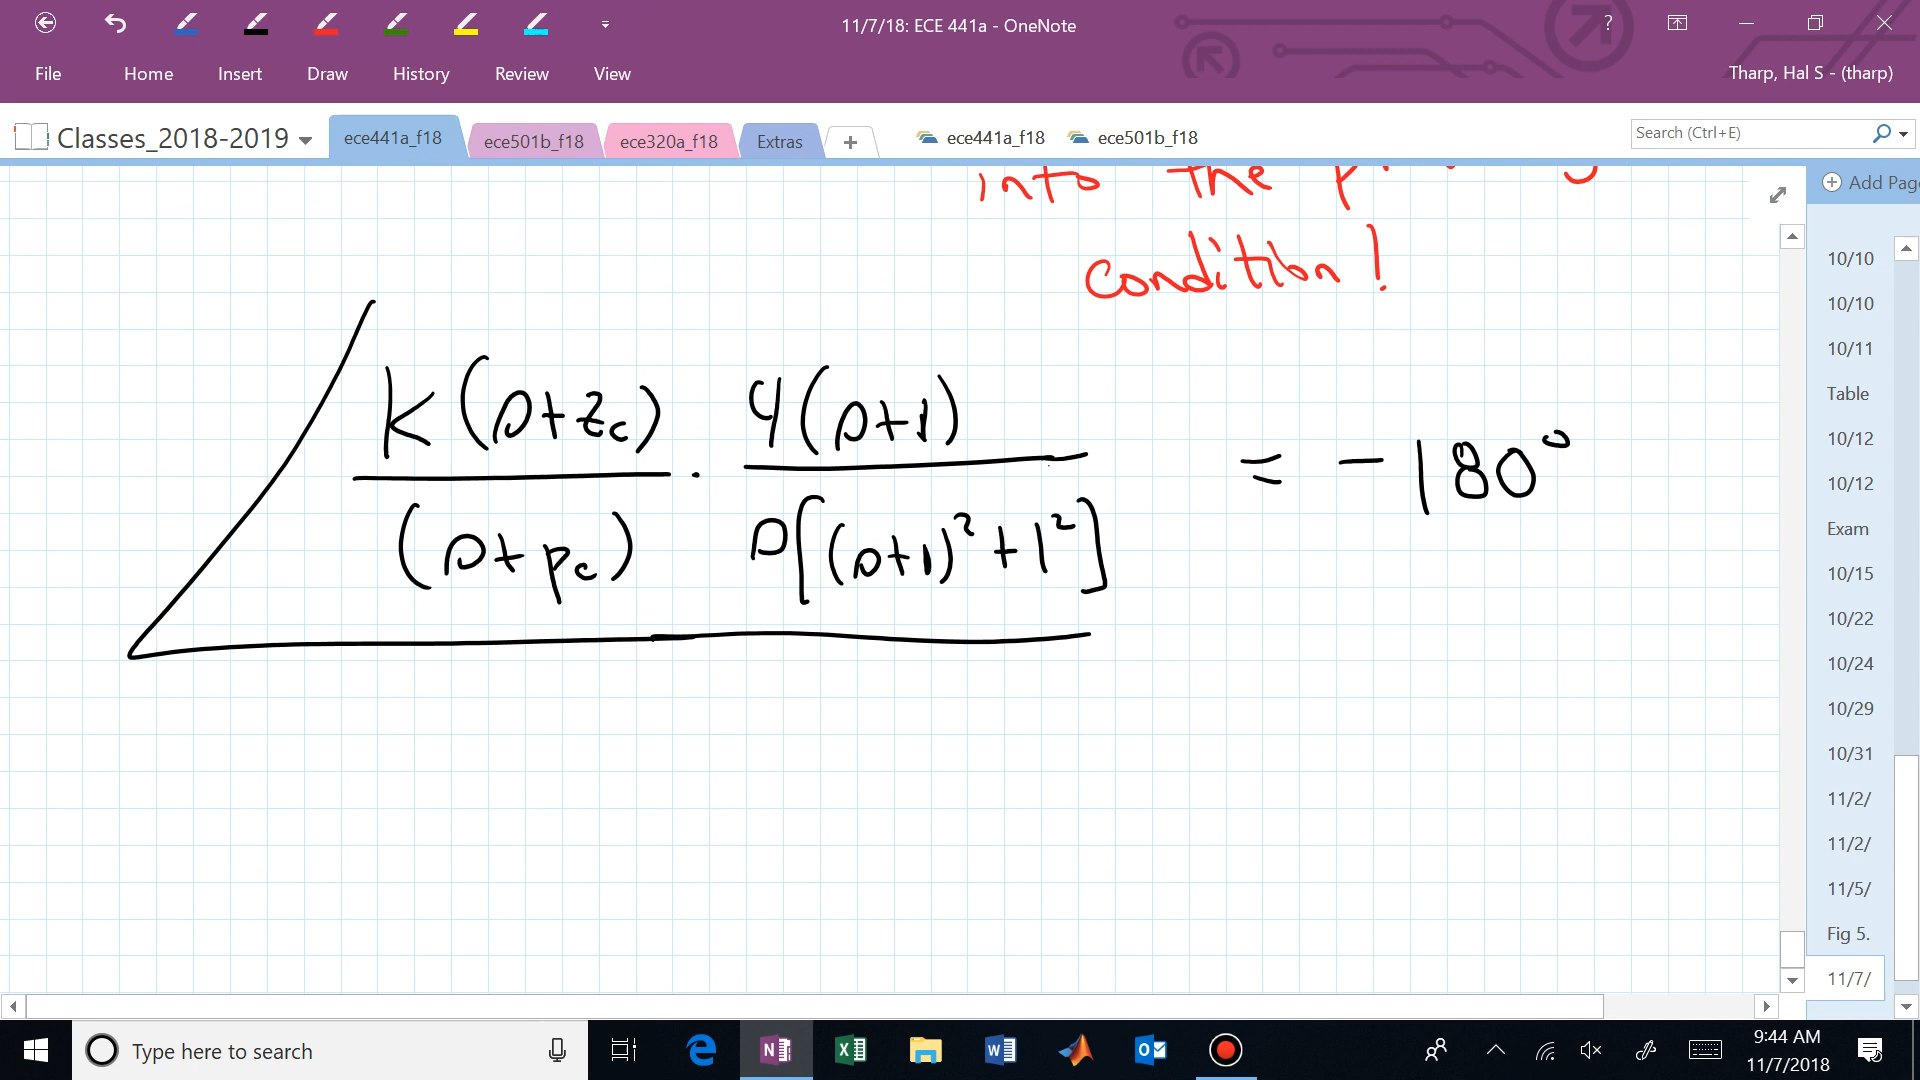 11/7/18: ECE 441a - OneNote
?
File Home Insert Draw History Review View
Tharp, Hal S - (tharp)
Classes_2018-2019 ece441a_f18 ece501b_f18 ece320a_f18 Extras + ece441a_f18 ece501b_f18
Search (Ctrl+E)
Add Page
into the
condition!
K(s+zc) / (s+pc) · 4(s+1) / s[(s+1)²+1²] = -180°
10/10
10/10
10/11
Table
10/12
10/12
Exam
10/15
10/22
10/24
10/29
10/31
11/2/
11/2/
11/5/
Fig 5.
11/7/
Type here to search
9:44 AM
11/7/2018